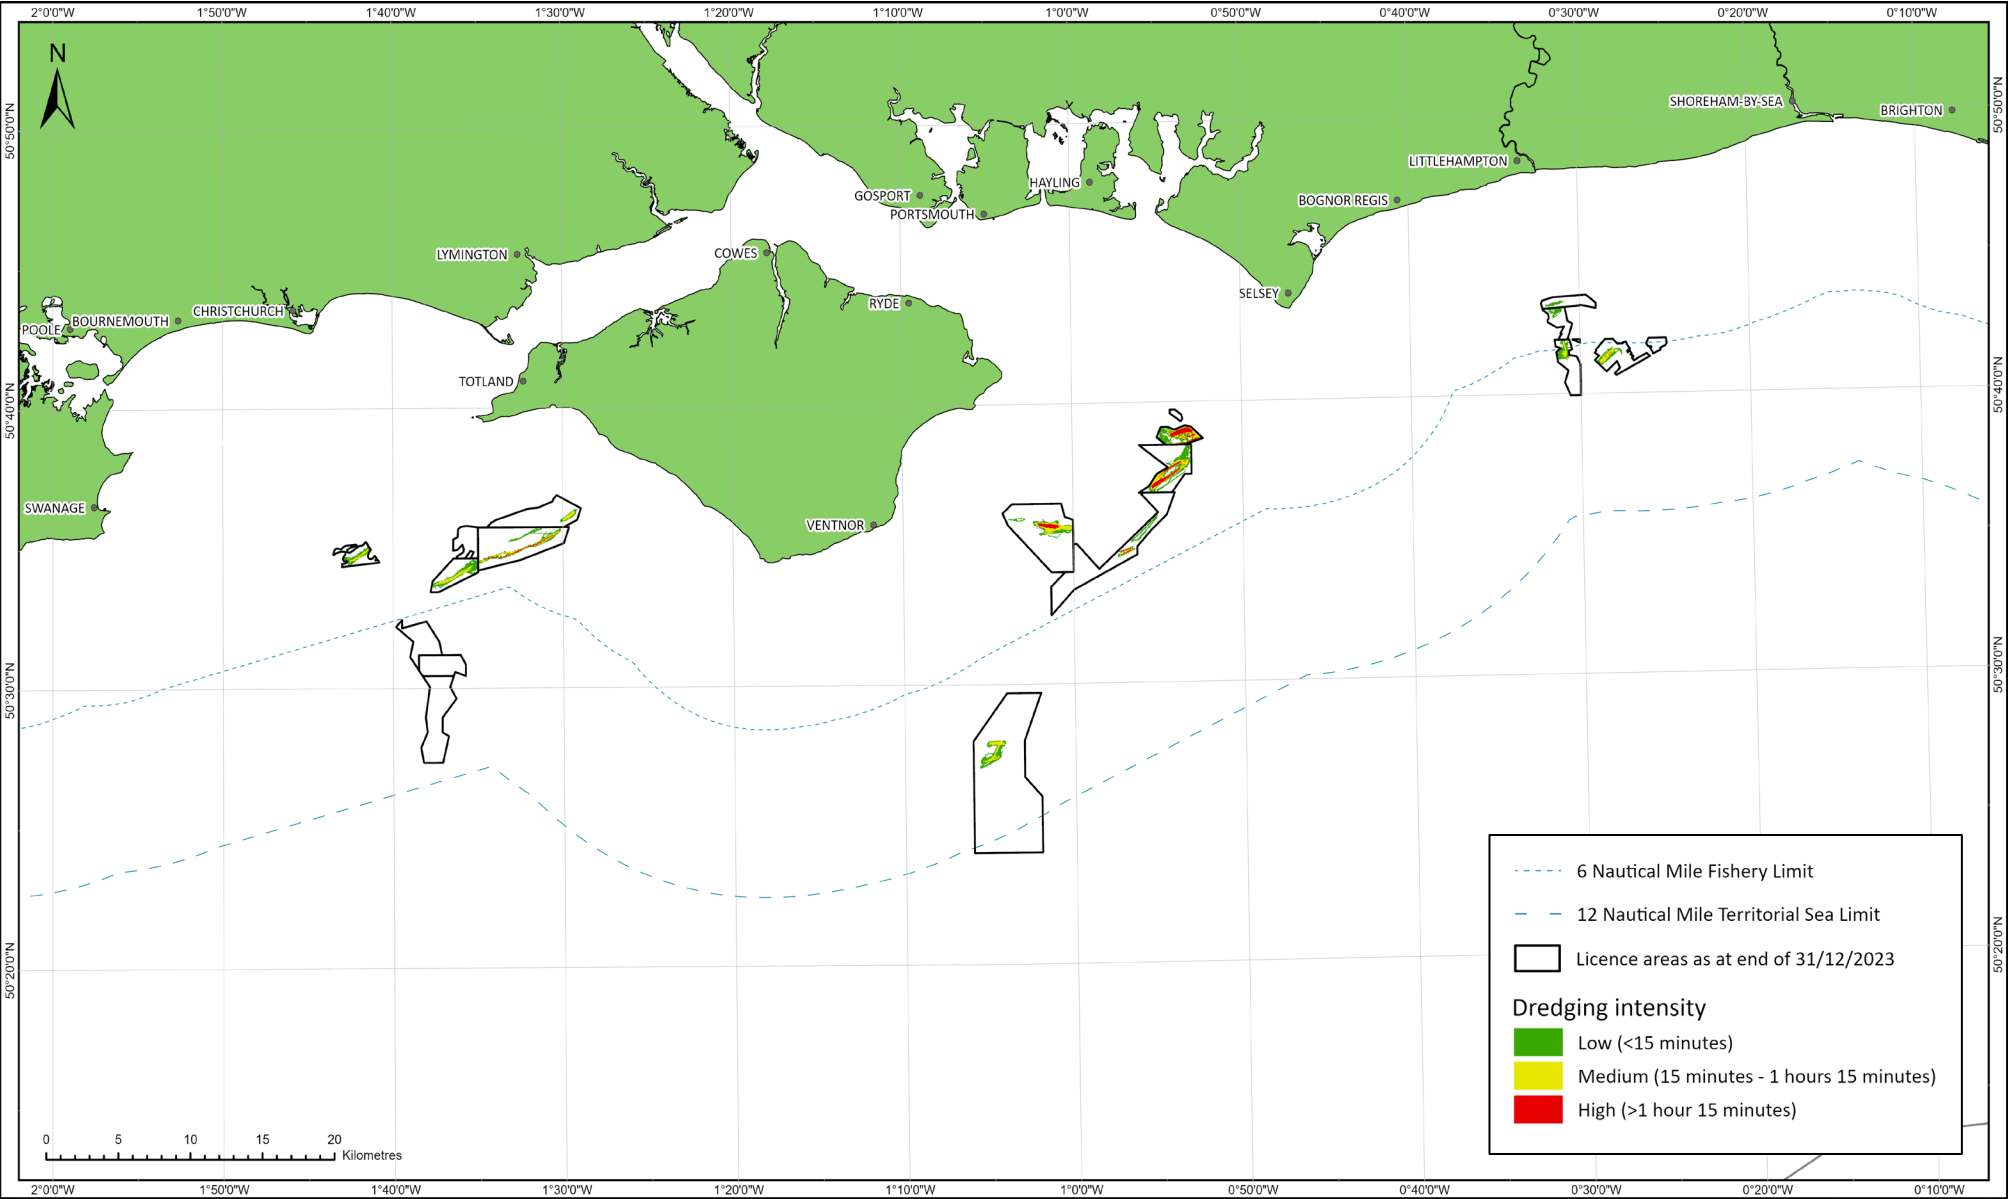 2°0'0"W 1°50'0"W 1°40'0"W 1°30'0"W 1°20'0"W 1°10'0"W 1°0'0"W 0°50'0"W 0°40'0"W 0°30'0"W 0°20'0"W 0°10'0"W
N
50°50'0"N
50°50'0"N
SHOREHAM-BY-SEA
BRIGHTON
LITTLEHAMPTON
HAYLING
GOSPORT
BOGNOR REGIS
PORTSMOUTH
LYMINGTON
COWES
SELSEY
RYDE
CHRISTCHURCH
BOURNEMOUTH
POOLE
TOTLAND
50°40'0"N
50°40'0"N
SWANAGE
VENTNOR
50°30'0"N
50°30'0"N
6 Nautical Mile Fishery Limit
12 Nautical Mile Territorial Sea Limit
Licence areas as at end of 31/12/2023
50°20'0"N
50°20'0"N
Dredging intensity
Low (<15 minutes)
Medium (15 minutes - 1 hours 15 minutes)
High (>1 hour 15 minutes)
0 5 10 15 20
Kilometres
2°0'0"W 1°50'0"W 1°40'0"W 1°30'0"W 1°20'0"W 1°10'0"W 1°0'0"W 0°50'0"W 0°40'0"W 0°30'0"W 0°20'0"W 0°10'0"W